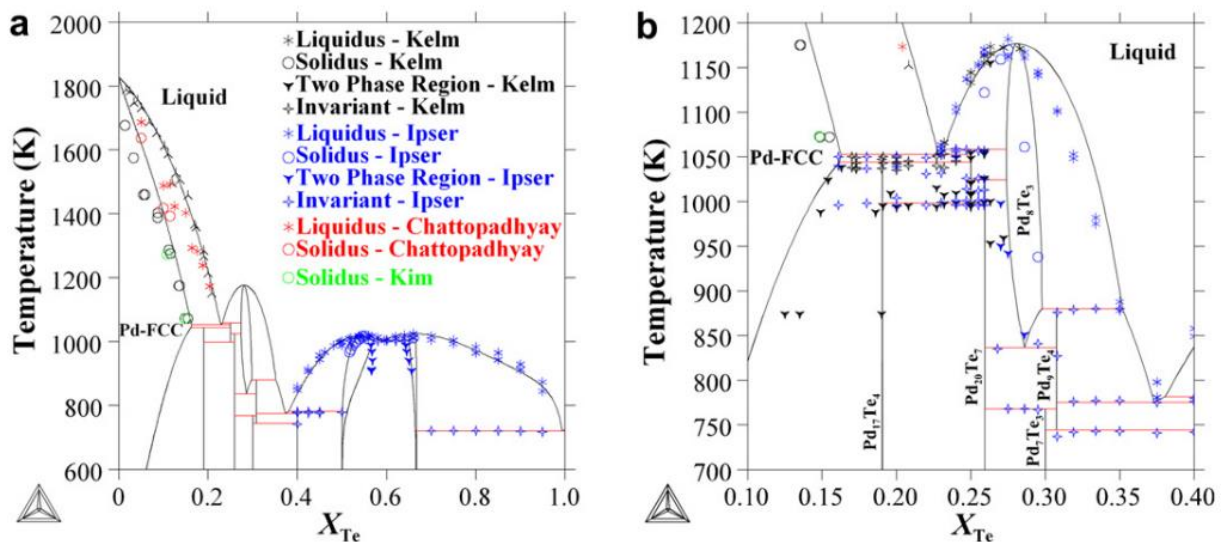 a
Temperature (K)
2000
1800
1600
1400
1200
1000
800
600
0
0.2
0.4
0.6
0.8
1.0
X_Te
Liquid
Pd-FCC
Liquidus - Kelm
Solidus - Kelm
Two Phase Region - Kelm
Invariant - Kelm
Liquidus - Ipser
Solidus - Ipser
Two Phase Region - Ipser
Invariant - Ipser
Liquidus - Chattopadhyay
Solidus - Chattopadhyay
Solidus - Kim
b
Temperature (K)
1200
1150
1100
1050
1000
950
900
850
800
750
700
0.10
0.15
0.20
0.25
0.30
0.35
0.40
X_Te
Liquid
Pd-FCC
Pd₁₇Te₄
Pd₂₀Te₇
Pd₈Te₃
Pd₇Te₃
Pd₉Te₄